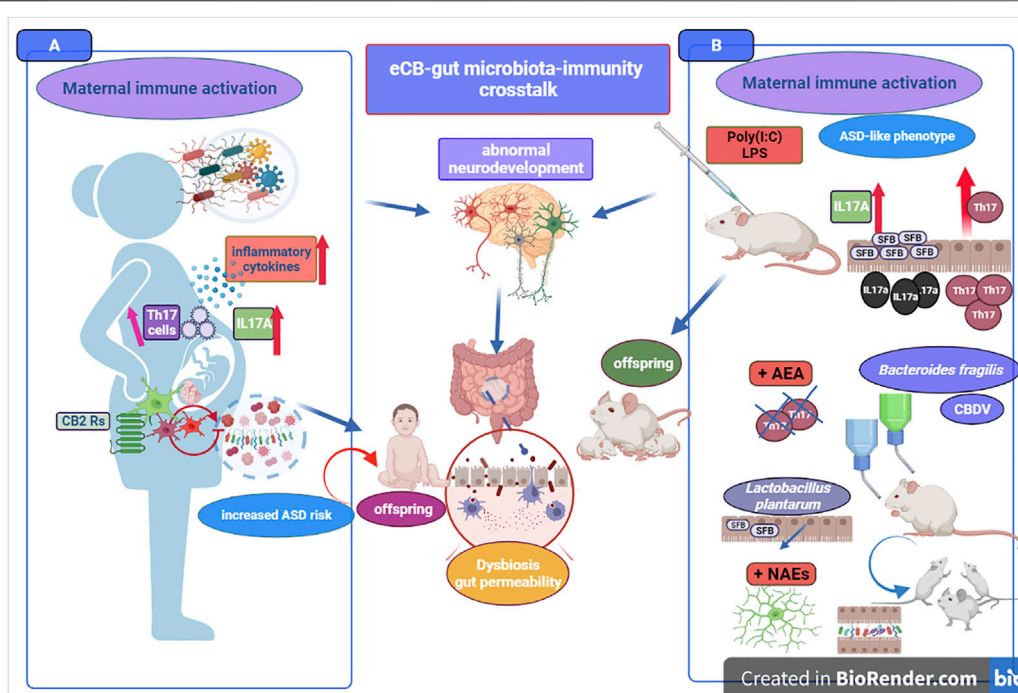 A
Maternal immune activation
inflammatory
cytokines
Th17
cells
IL17A
CB2 Rs
increased ASD risk
eCB-gut microbiota-immunity
crosstalk
abnormal
neurodevelopment
offspring
offspring
Dysbiosis
gut permeability
B
Maternal immune activation
Poly(I:C)
LPS
ASD-like phenotype
IL17A
Th17
SFB
SFB
SFB
SFB
SFB
IL17a
IL17a
17a
Th17
Th17
Th17
+ AEA
Bacteroides fragilis
CBDV
Lactobacillus
plantarum
SFB
SFB
+ NAEs
Created in BioRender.com